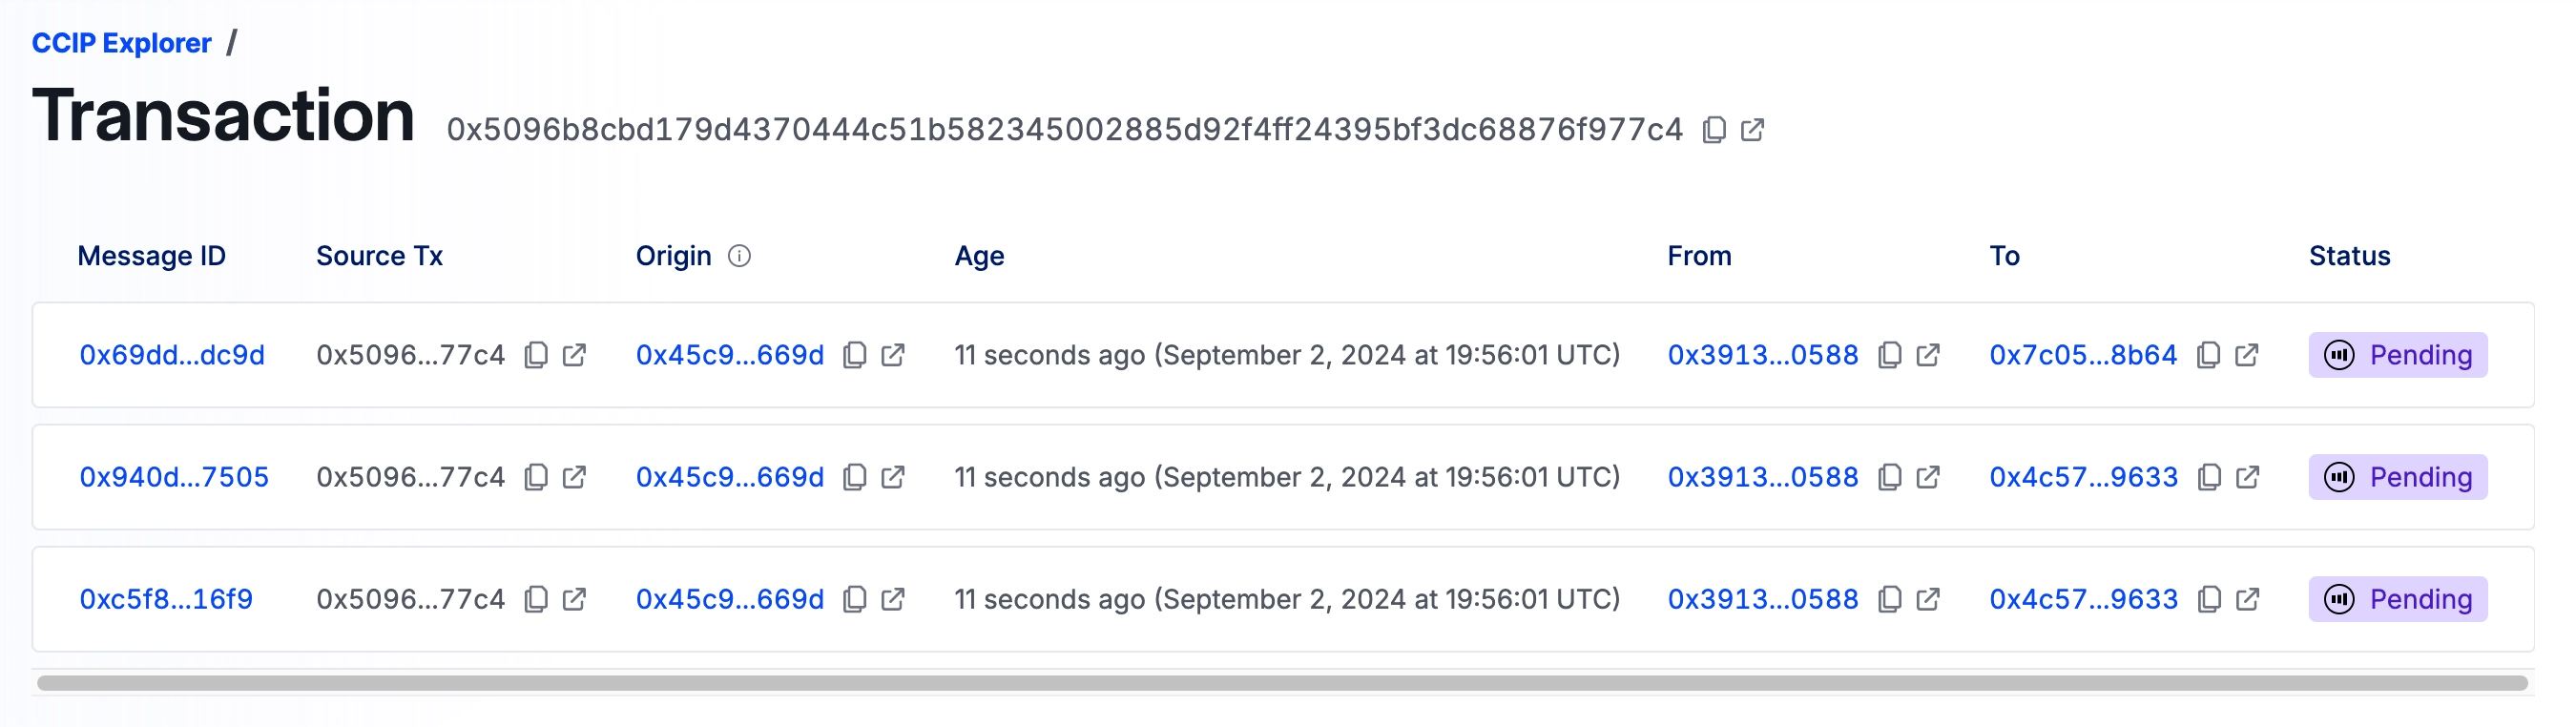 CCIP Explorer /
Transaction 0x5096b8cbd179d4370444c51b582345002885d92f4ff24395bf3dc68876f977c4
Message ID Source Tx Origin Age From To Status
0x69dd...dc9d 0x5096...77c4 0x45c9...669d 11 seconds ago (September 2, 2024 at 19:56:01 UTC) 0x3913...0588 0x7c05...8b64 Pending
0x940d...7505 0x5096...77c4 0x45c9...669d 11 seconds ago (September 2, 2024 at 19:56:01 UTC) 0x3913...0588 0x4c57...9633 Pending
0xc5f8...16f9 0x5096...77c4 0x45c9...669d 11 seconds ago (September 2, 2024 at 19:56:01 UTC) 0x3913...0588 0x4c57...9633 Pending